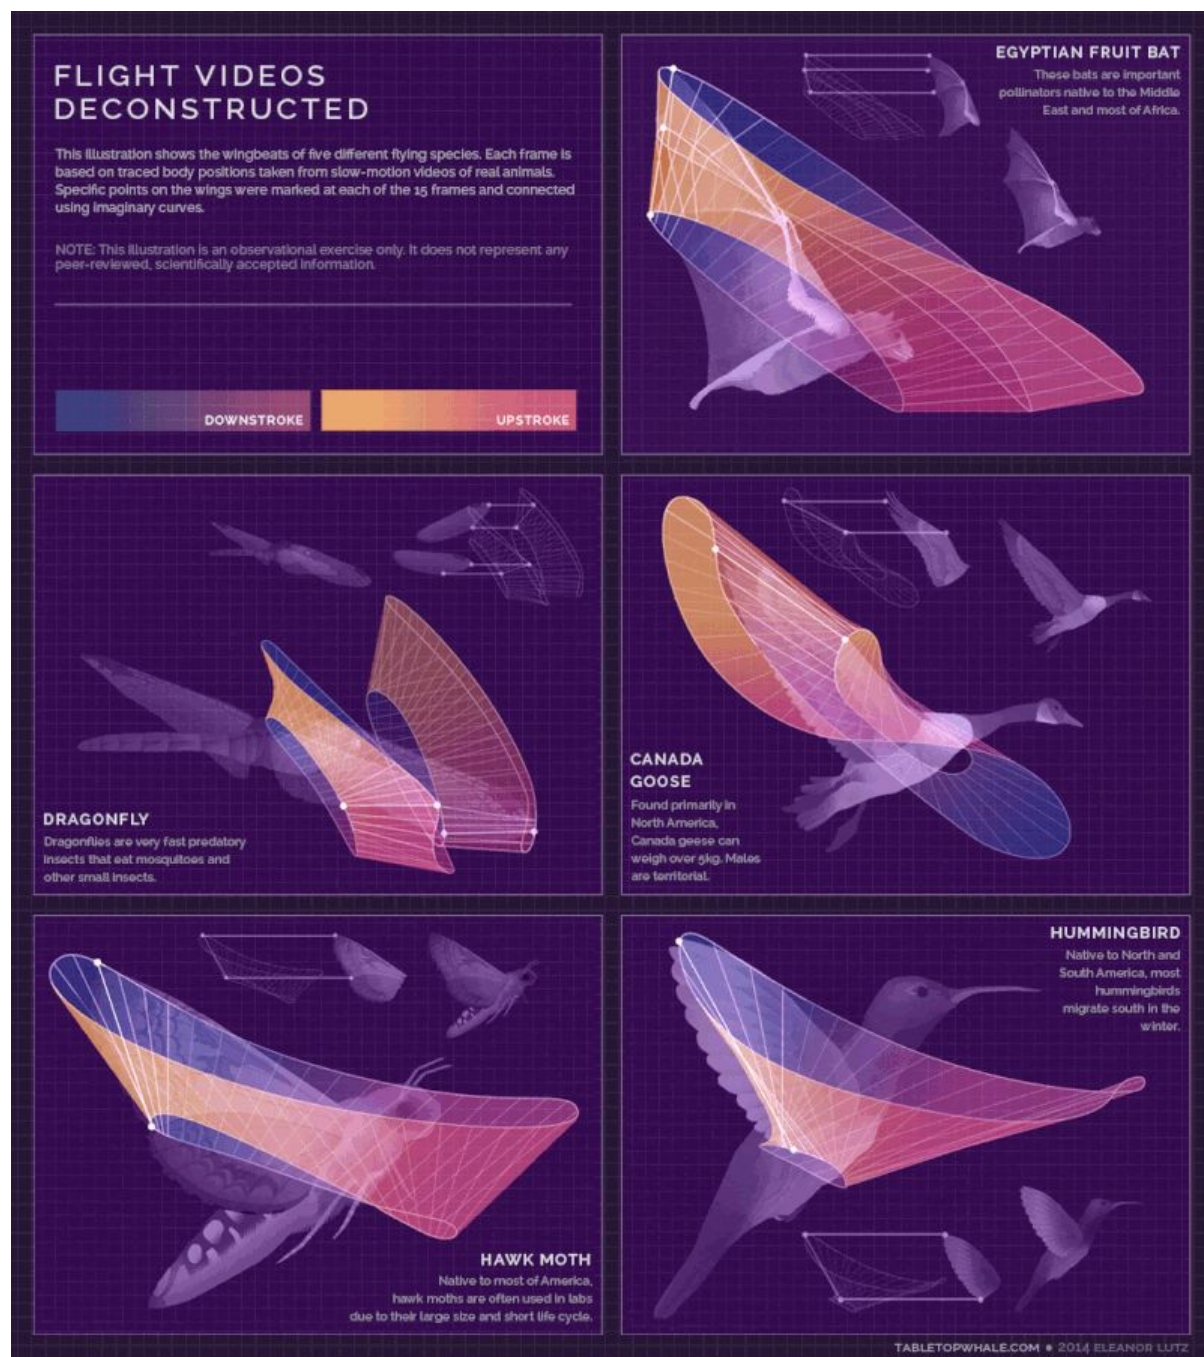 FLIGHT VIDEOS
DECONSTRUCTED
This illustration shows the wingbeats of five different flying species. Each frame is
based on traced body positions taken from slow-motion videos of real animals.
Specific points on the wings were marked at each of the 15 frames and connected
using imaginary curves.
NOTE: This illustration is an observational exercise only. It does not represent any
peer-reviewed, scientifically accepted information.
DOWNSTROKE
UPSTROKE
EGYPTIAN FRUIT BAT
These bats are important
pollinators native to the Middle
East and most of Africa.
DRAGONFLY
Dragonflies are very fast predatory
insects that eat mosquitoes and
other small insects.
CANADA
GOOSE
Found primarily in
North America,
Canada geese can
weigh over 5kg. Males
are territorial.
HAWK MOTH
Native to most of America,
hawk moths are often used in labs
due to their large size and short life cycle.
HUMMINGBIRD
Native to North and
South America, most
hummingbirds
migrate south in the
winter.
TABLETOPWHALE.COM • 2014 ELEANOR LUTZ